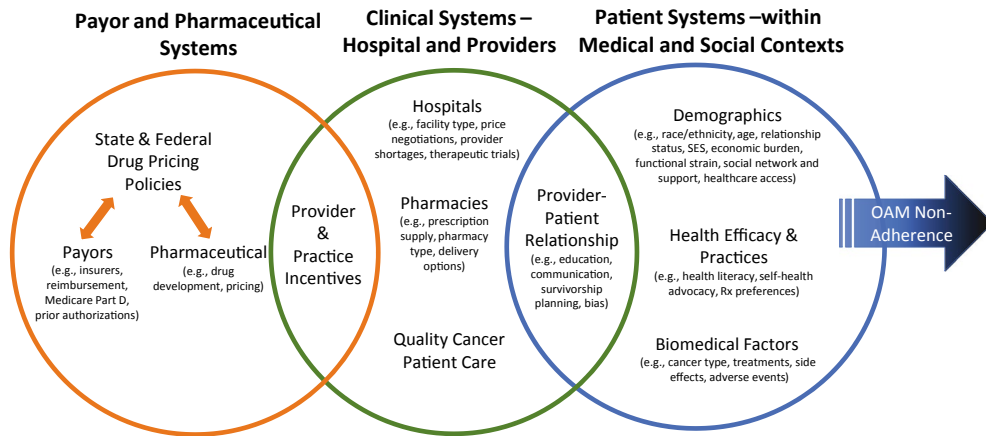 Payor and Pharmaceutical
Systems
Clinical Systems –
Hospital and Providers
Patient Systems –within
Medical and Social Contexts
State & Federal
Drug Pricing
Policies
Payors
(e.g., insurers,
reimbursement,
Medicare Part D,
prior authorizations)
Pharmaceutical
(e.g., drug
development, pricing)
Provider
&
Practice
Incentives
Hospitals
(e.g., facility type, price
negotiations, provider
shortages, therapeutic trials)
Pharmacies
(e.g., prescription
supply, pharmacy
type, delivery
options)
Quality Cancer
Patient Care
Provider-
Patient
Relationship
(e.g., education,
communication,
survivorship
planning, bias)
Demographics
(e.g., race/ethnicity, age, relationship
status, SES, economic burden,
functional strain, social network and
support, healthcare access)
Health Efficacy &
Practices
(e.g., health literacy, self-health
advocacy, Rx preferences)
Biomedical Factors
(e.g., cancer type, treatments, side
effects, adverse events)
OAM Non-
Adherence